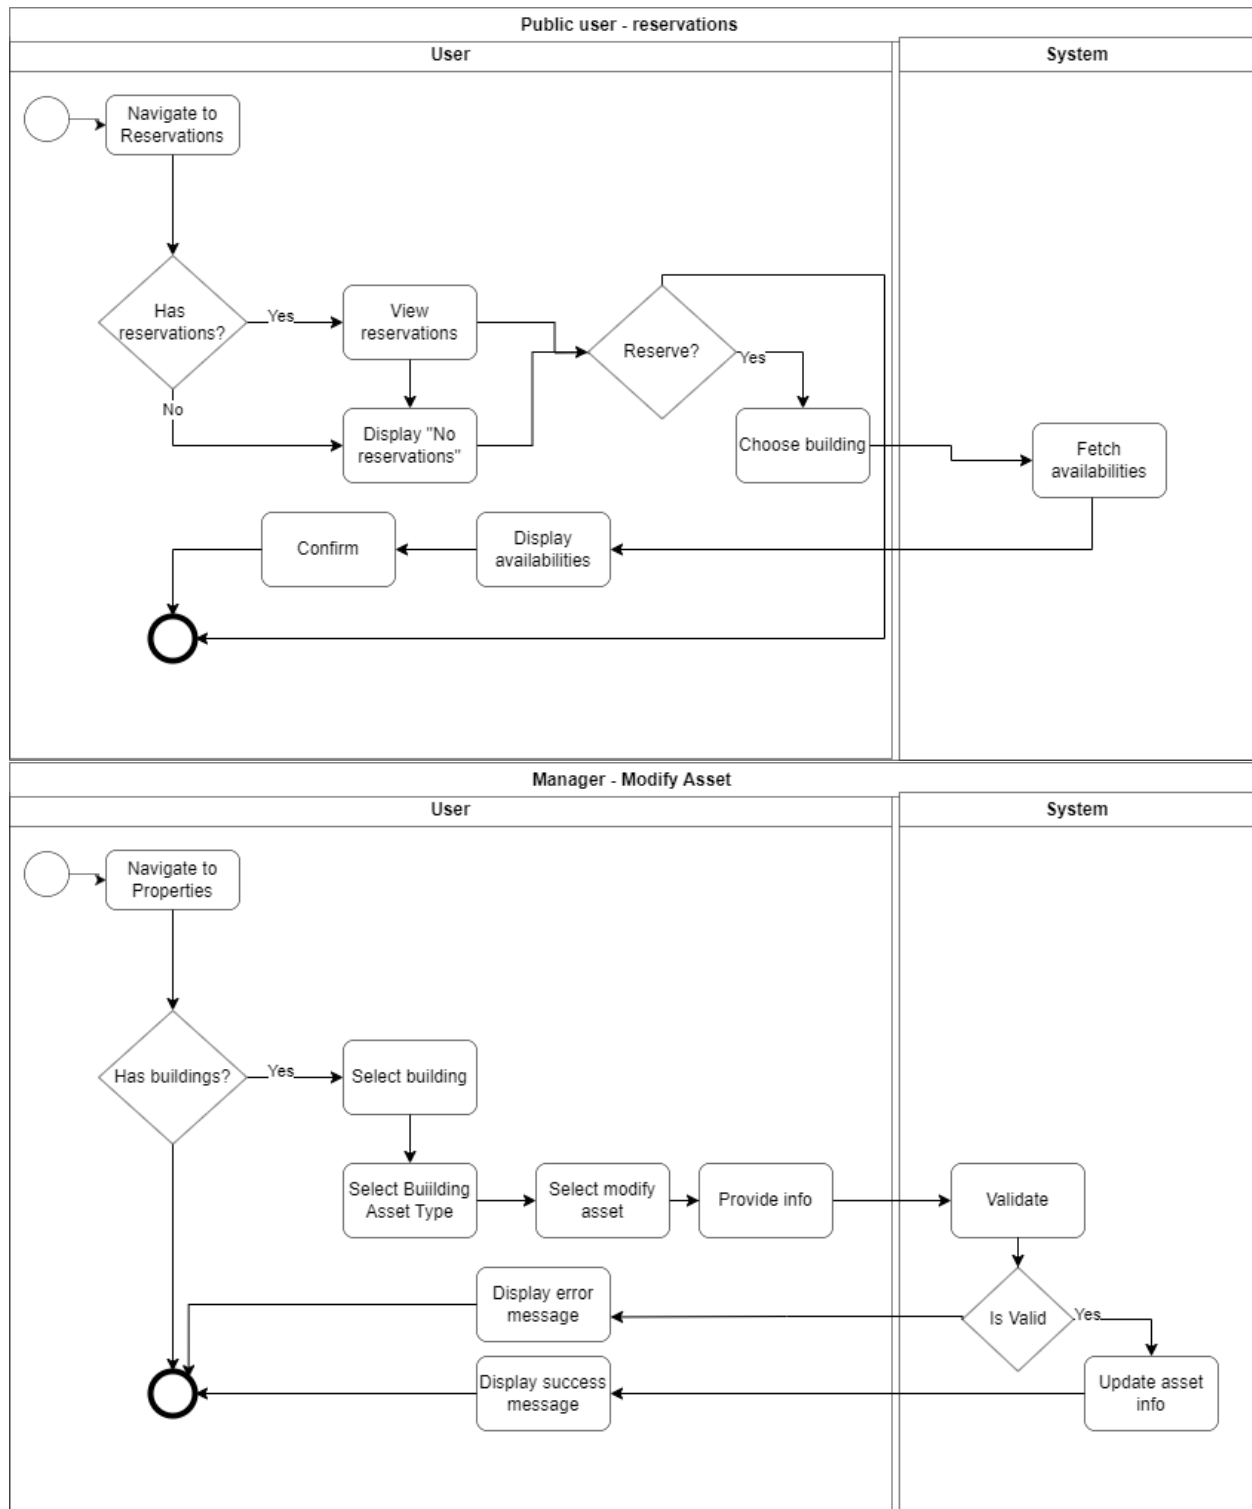 Public user - reservations
User
System
Navigate to
Reservations
Has
reservations?
Yes
View
reservations
Reserve?
Yes
No
Display "No
reservations"
Choose building
Fetch
availabilities
Confirm
Display
availabilities
Manager - Modify Asset
User
System
Navigate to
Properties
Has buildings?
Yes
Select building
Select Buiilding
Asset Type
Select modify
asset
Provide info
Validate
Display error
message
Is Valid
Yes
Display success
message
Update asset
info